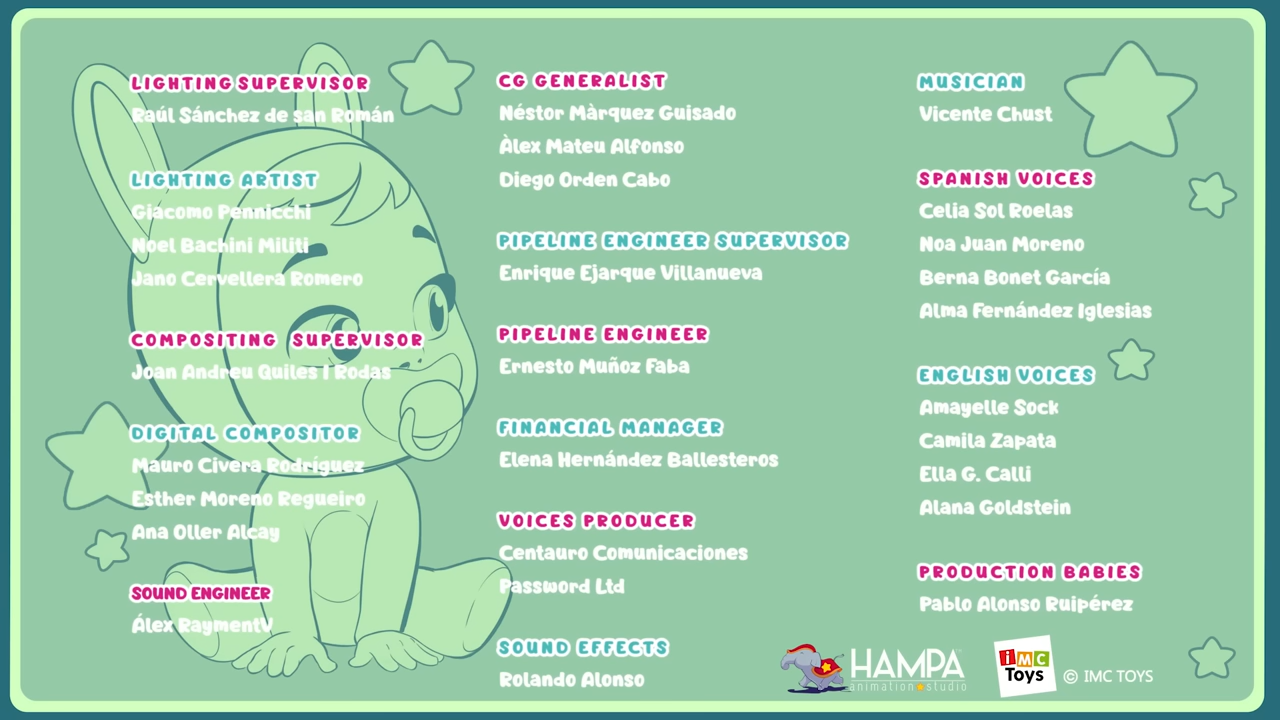 LIGHTING SUPERVISOR
Raúl Sánchez de san Román
LIGHTING ARTIST
Giacomo Pennicchi
Noel Bachini Militi
Jano Cervellera Romero
COMPOSITING SUPERVISOR
Joan Andreu Quiles I Rodas
DIGITAL COMPOSITOR
Mauro Civera Rodríguez
Esther Moreno Regueiro
Ana Oller Alcay
SOUND ENGINEER
Álex RaymentV
CG GENERALIST
Néstor Màrquez Guisado
Àlex Mateu Alfonso
Diego Orden Cabo
PIPELINE ENGINEER SUPERVISOR
Enrique Ejarque Villanueva
PIPELINE ENGINEER
Ernesto Muñoz Faba
FINANCIAL MANAGER
Elena Hernández Ballesteros
VOICES PRODUCER
Centauro Comunicaciones
Password Ltd
SOUND EFFECTS
Rolando Alonso
MUSICIAN
Vicente Chust
SPANISH VOICES
Celia Sol Roelas
Noa Juan Moreno
Berna Bonet García
Alma Fernández Iglesias
ENGLISH VOICES
Amayelle Sock
Camila Zapata
Ella G. Calli
Alana Goldstein
PRODUCTION BABIES
Pablo Alonso Ruipérez
HAMPA™
animation studio
iMC
Toys
© IMC TOYS